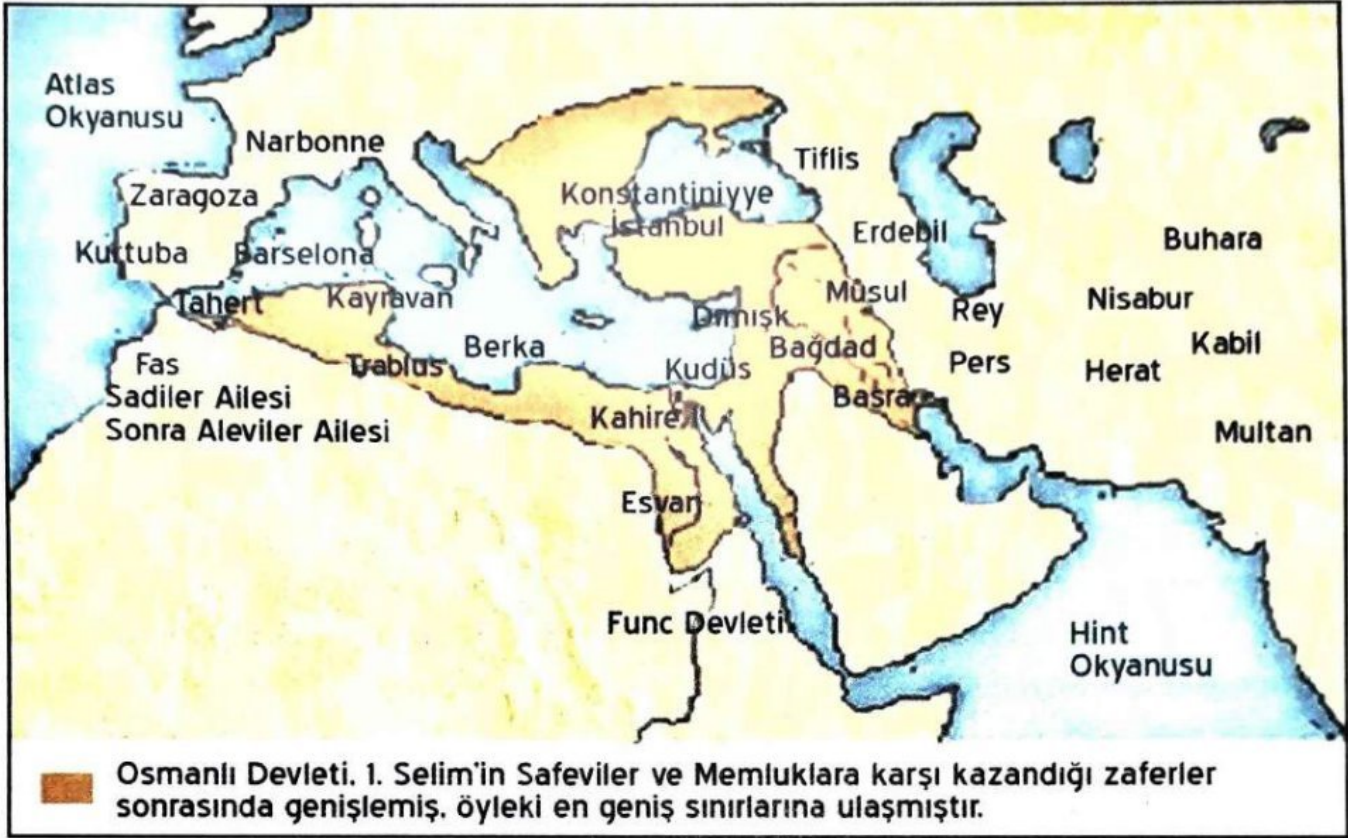 Atlas
Okyanusu
Narbonne
Tiflis
Zaragoza
Konstantiniyye
İstanbul
Erdebil
Buhara
Kurtuba
Barselona
Tahert
Kayravan
Musul
Rey
Nisabur
Dımışk
Bağdad
Kabil
Fas
Trablus
Berka
Kudüs
Pers
Herat
Sadiler Ailesi
Sonra Aleviler Ailesi
Kahire
Basra
Multan
Esvan
Func Devleti
Hint
Okyanusu
Osmanlı Devleti. 1. Selim'in Safeviler ve Memluklara karşı kazandığı zaferler
sonrasında genişlemiş. öyleki en geniş sınırlarına ulaşmıştır.